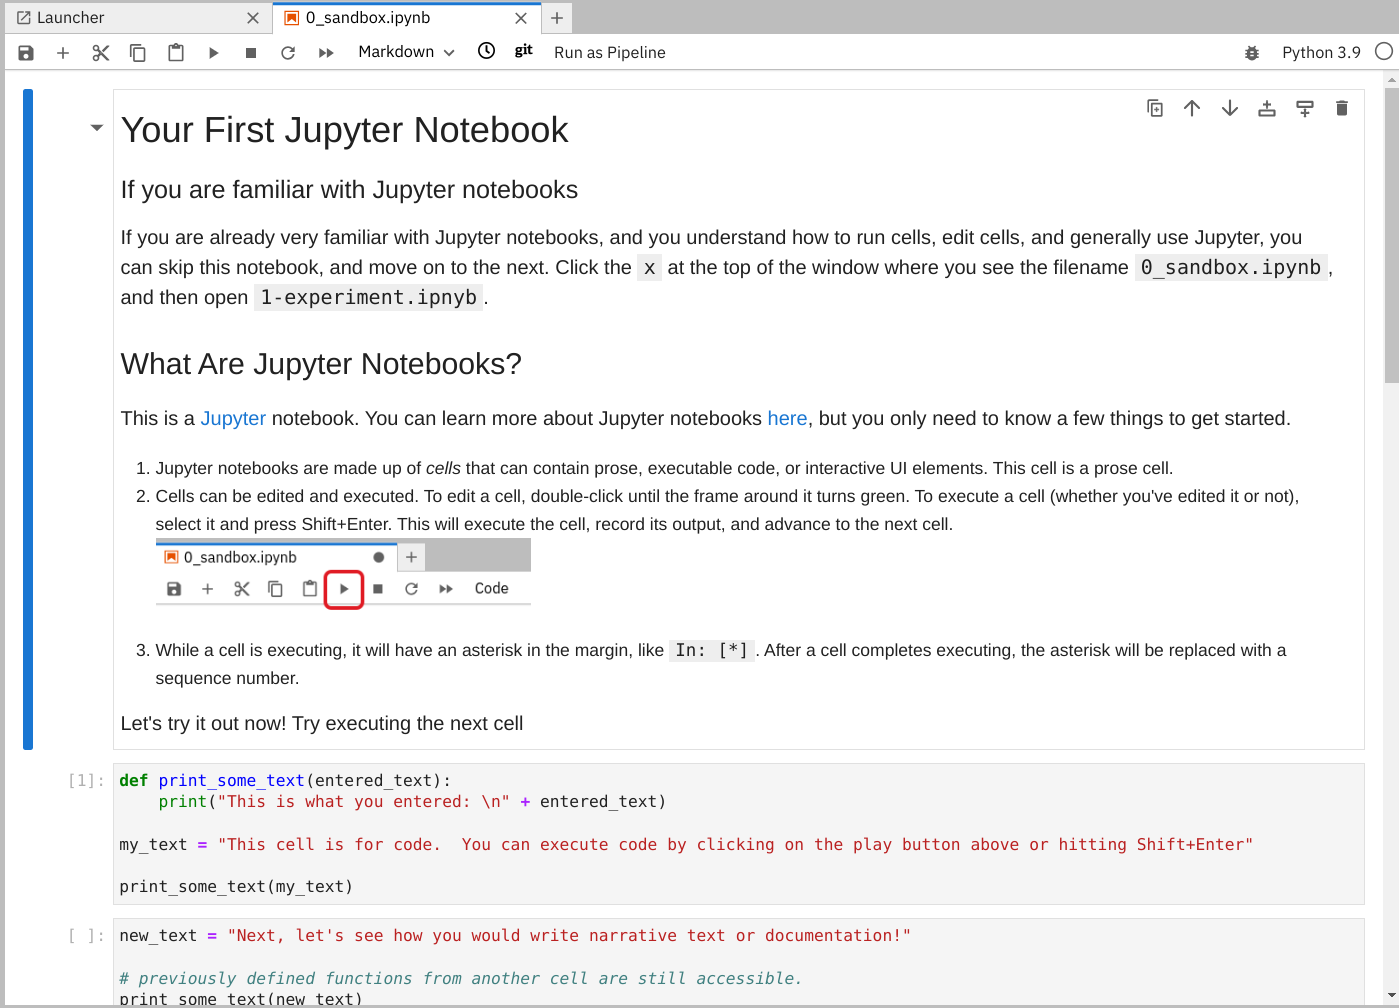 Launcher
0_sandbox.ipynb
Markdown
git
Run as Pipeline
Python 3.9
Your First Jupyter Notebook
If you are familiar with Jupyter notebooks
If you are already very familiar with Jupyter notebooks, and you understand how to run cells, edit cells, and generally use Jupyter, you
can skip this notebook, and move on to the next. Click the x at the top of the window where you see the filename 0_sandbox.ipynb,
and then open 1-experiment.ipnyb.
What Are Jupyter Notebooks?
This is a Jupyter notebook. You can learn more about Jupyter notebooks here, but you only need to know a few things to get started.
1. Jupyter notebooks are made up of cells that can contain prose, executable code, or interactive UI elements. This cell is a prose cell.
2. Cells can be edited and executed. To edit a cell, double-click until the frame around it turns green. To execute a cell (whether you've edited it or not),
select it and press Shift+Enter. This will execute the cell, record its output, and advance to the next cell.
0_sandbox.ipynb
Code
3. While a cell is executing, it will have an asterisk in the margin, like In: [*]. After a cell completes executing, the asterisk will be replaced with a
sequence number.
Let's try it out now! Try executing the next cell
[1]: def print_some_text(entered_text):
    print("This is what you entered: \n" + entered_text)
my_text = "This cell is for code.  You can execute code by clicking on the play button above or hitting Shift+Enter"
print_some_text(my_text)
[ ]: new_text = "Next, let's see how you would write narrative text or documentation!"
# previously defined functions from another cell are still accessible.
print_some_text(new_text)